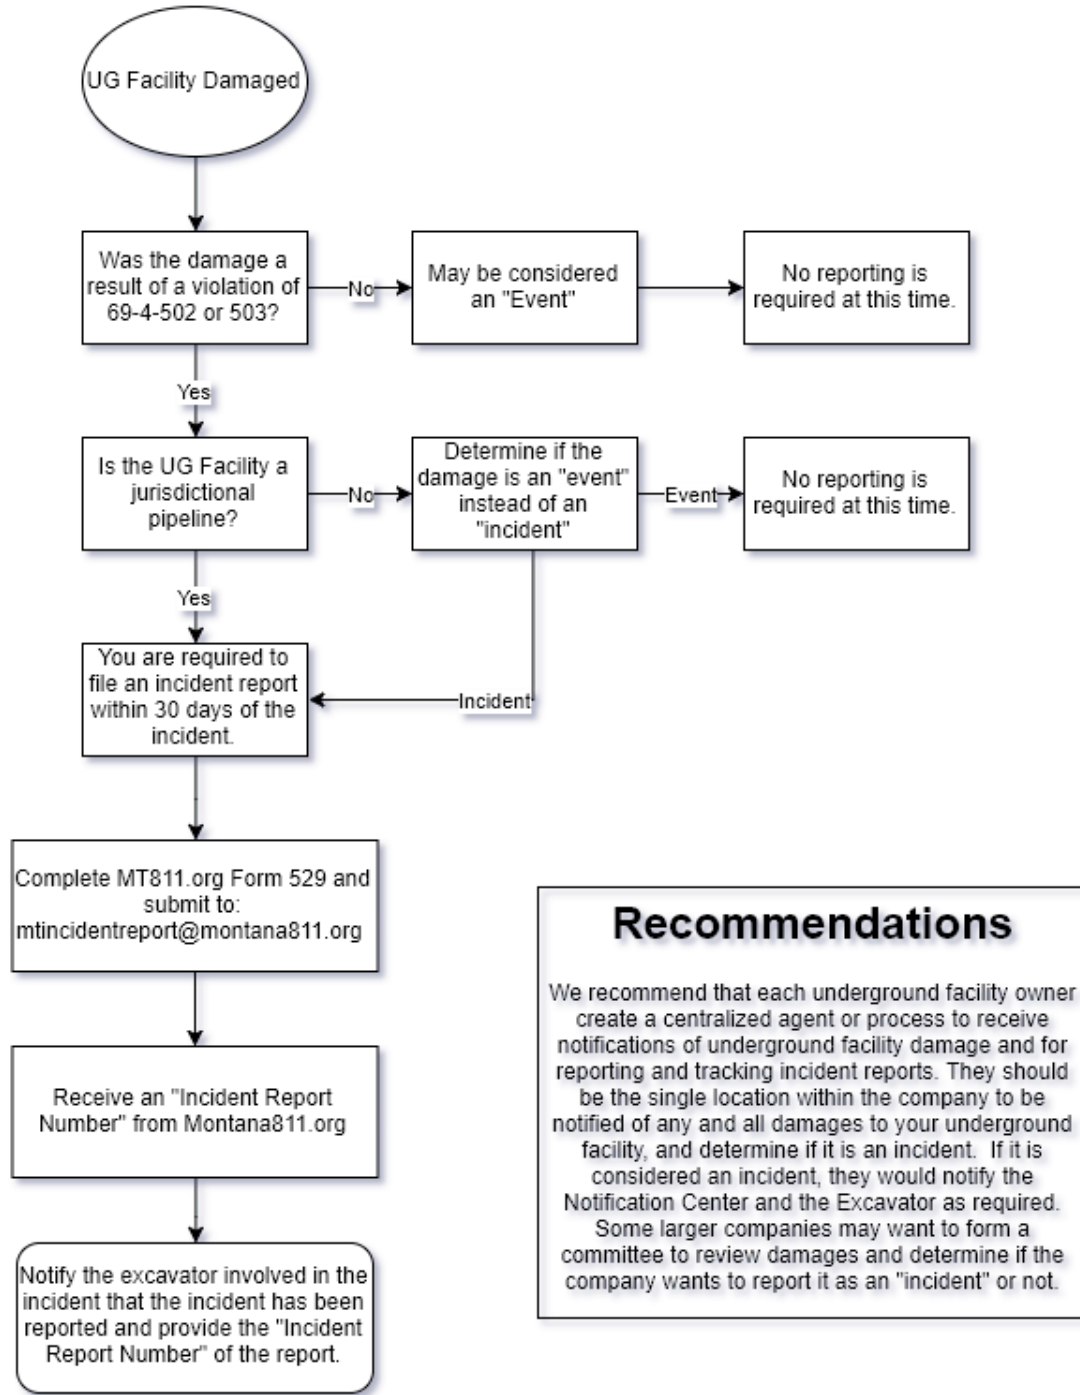 UG Facility Damaged
Was the damage a
result of a violation of
69-4-502 or 503?
No
May be considered
an "Event"
No reporting is
required at this time.
Yes
Is the UG Facility a
jurisdictional
pipeline?
No
Determine if the
damage is an "event"
instead of an
"incident"
Event
No reporting is
required at this time.
Yes
You are required to
file an incident report
within 30 days of the
incident.
Incident
Complete MT811.org Form 529 and
submit to:
mtincidentreport@montana811.org
Receive an "Incident Report
Number" from Montana811.org
Notify the excavator involved in the
incident that the incident has been
reported and provide the "Incident
Report Number" of the report.
Recommendations
We recommend that each underground facility owner
create a centralized agent or process to receive
notifications of underground facility damage and for
reporting and tracking incident reports. They should
be the single location within the company to be
notified of any and all damages to your underground
facility, and determine if it is an incident. If it is
considered an incident, they would notify the
Notification Center and the Excavator as required.
Some larger companies may want to form a
committee to review damages and determine if the
company wants to report it as an "incident" or not.